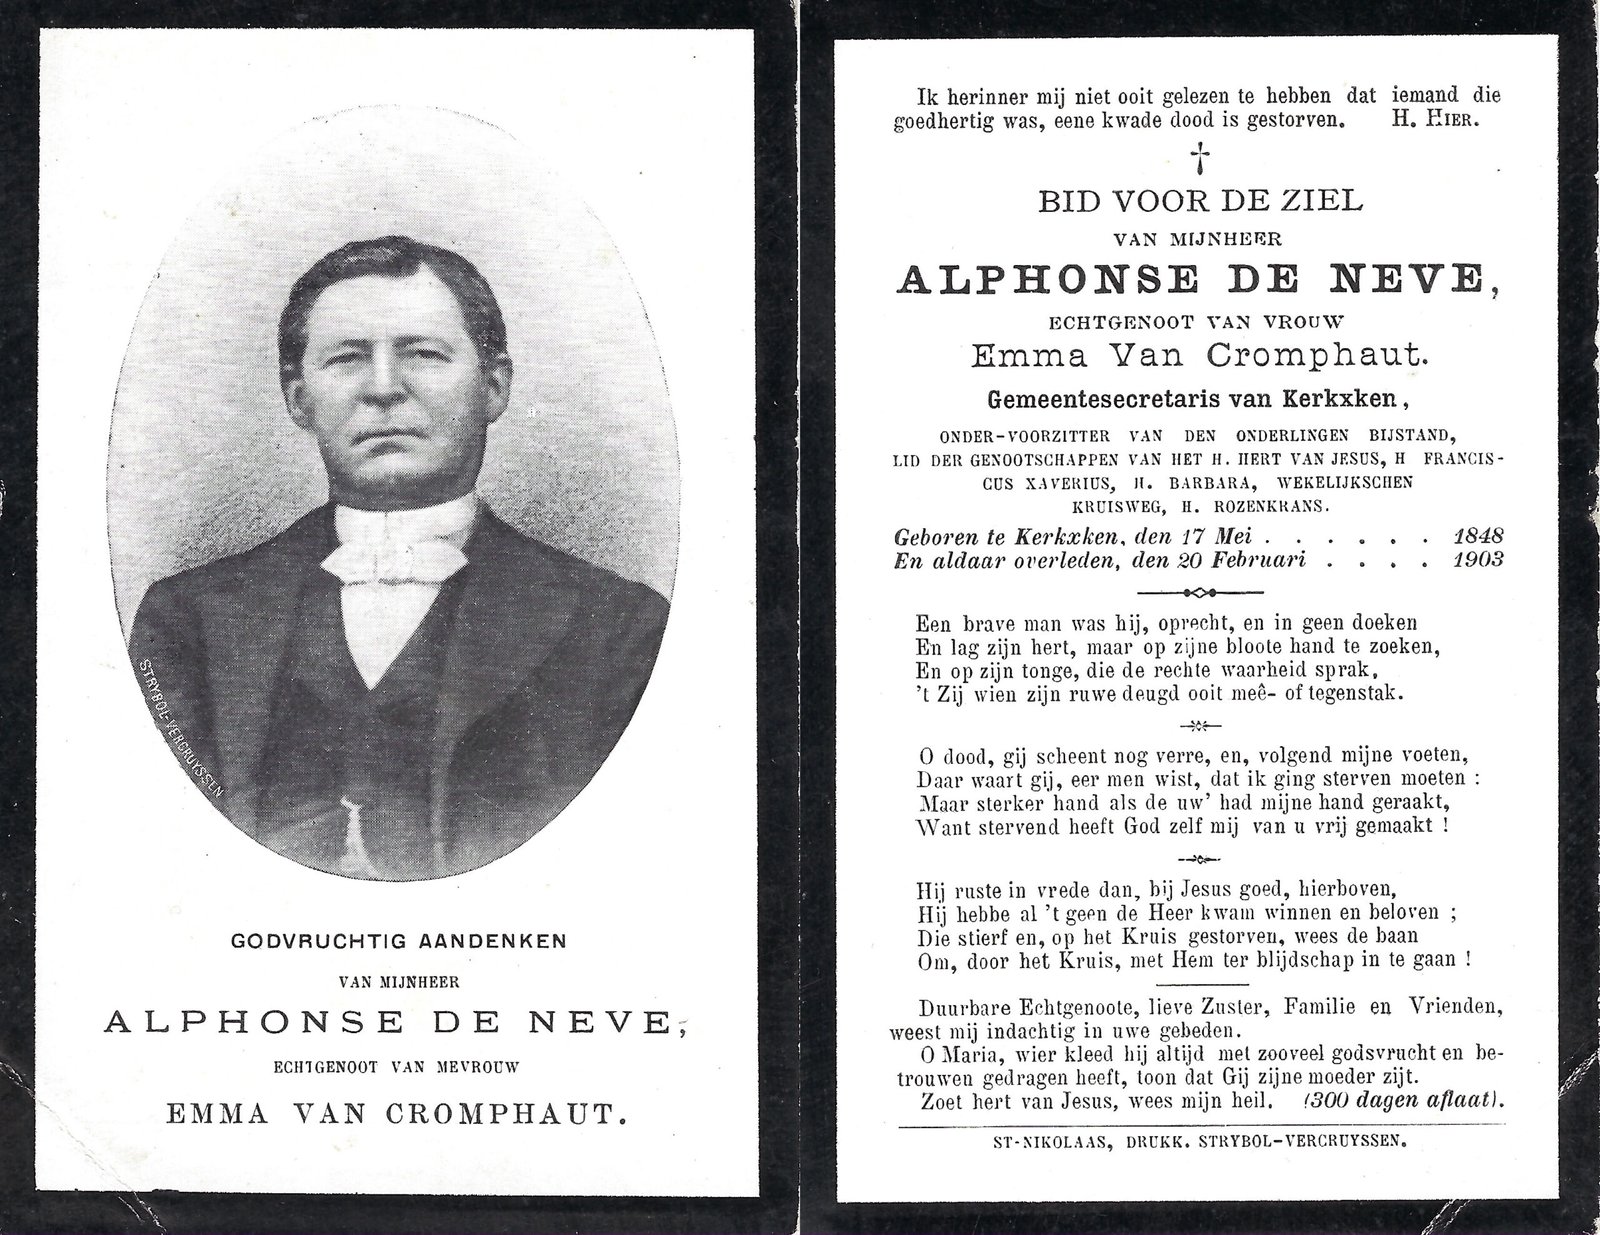 STRYBOL-VERCRUYSSEN
GODVRUCHTIG AANDENKEN
VAN MIJNHEER
ALPHONSE DE NEVE,
ECHTGENOOT VAN MEVROUW
EMMA VAN CROMPHAUT.
Ik herinner mij niet ooit gelezen te hebben dat iemand die
goedhertig was, eene kwade dood is gestorven. H. HIER.
†
BID VOOR DE ZIEL
VAN MIJNHEER
ALPHONSE DE NEVE,
ECHTGENOOT VAN VROUW
Emma Van Cromphaut.
Gemeentesecretaris van Kerkxken,
ONDER-VOORZITTER VAN DEN ONDERLINGEN BIJSTAND,
LID DER GENOOTSCHAPPEN VAN HET H. HERT VAN JESUS, H FRANCIS-
CUS XAVERIUS, H. BARBARA, WEKELIJKSCHEN
KRUISWEG, H. ROZENKRANS.
Geboren te Kerkxken, den 17 Mei . . . . . . 1848
En aldaar overleden, den 20 Februari . . . . 1903
Een brave man was hij, oprecht, en in geen doeken
En lag zijn hert, maar op zijne bloote hand te zoeken,
En op zijn tonge, die de rechte waarheid sprak,
't Zij wien zijn ruwe deugd ooit meê- of tegenstak.
O dood, gij scheent nog verre, en, volgend mijne voeten,
Daar waart gij, eer men wist, dat ik ging sterven moeten :
Maar sterker hand als de uw' had mijne hand geraakt,
Want stervend heeft God zelf mij van u vrij gemaakt !
Hij ruste in vrede dan, bij Jesus goed, hierboven,
Hij hebbe al 't geen de Heer kwam winnen en beloven ;
Die stierf en, op het Kruis gestorven, wees de baan
Om, door het Kruis, met Hem ter blijdschap in te gaan !
Duurbare Echtgenoote, lieve Zuster, Familie en Vrienden,
weest mij indachtig in uwe gebeden.
O Maria, wier kleed hij altijd met zooveel godsvrucht en be-
trouwen gedragen heeft, toon dat Gij zijne moeder zijt.
Zoet hert van Jesus, wees mijn heil. (300 dagen aflaat).
ST-NIKOLAAS, DRUKK. STRYBOL-VERCRUYSSEN.